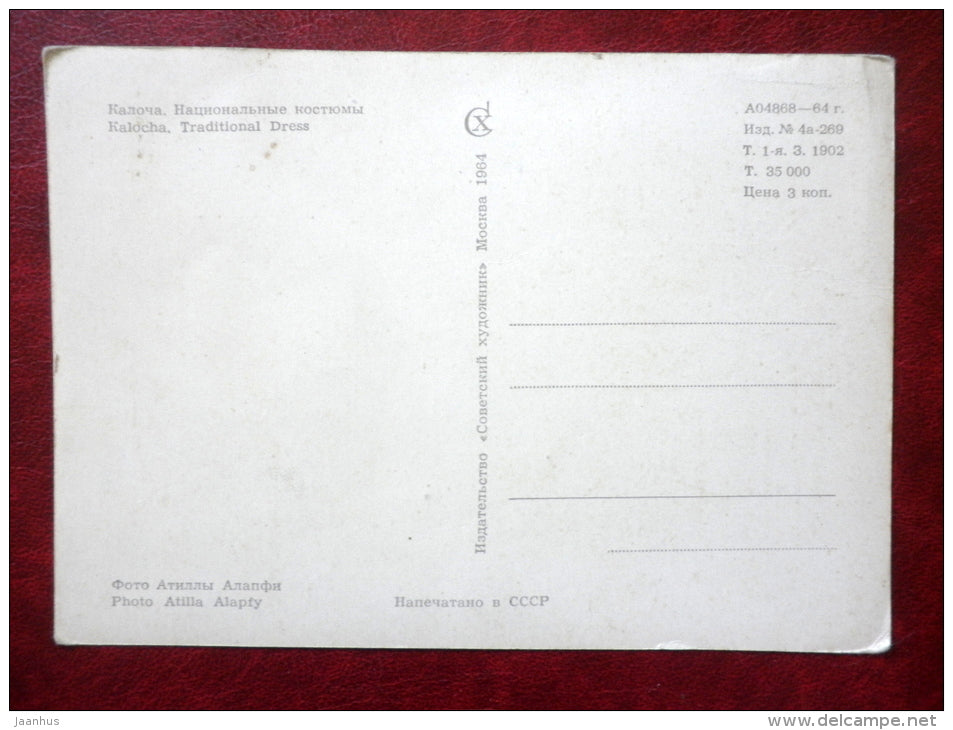 Калоча. Национальные костюмы
Kalocha. Traditional Dress
СХ
А04868—64 г.
Изд. № 4а-269
Т. 1-я. З. 1902
Т. 35 000
Цена 3 коп.
Издательство «Советский художник» Москва 1964
Фото Атиллы Алапфи
Photo Atilla Alapfy
Напечатано в СССР
jaanhus
www.delcampe.net